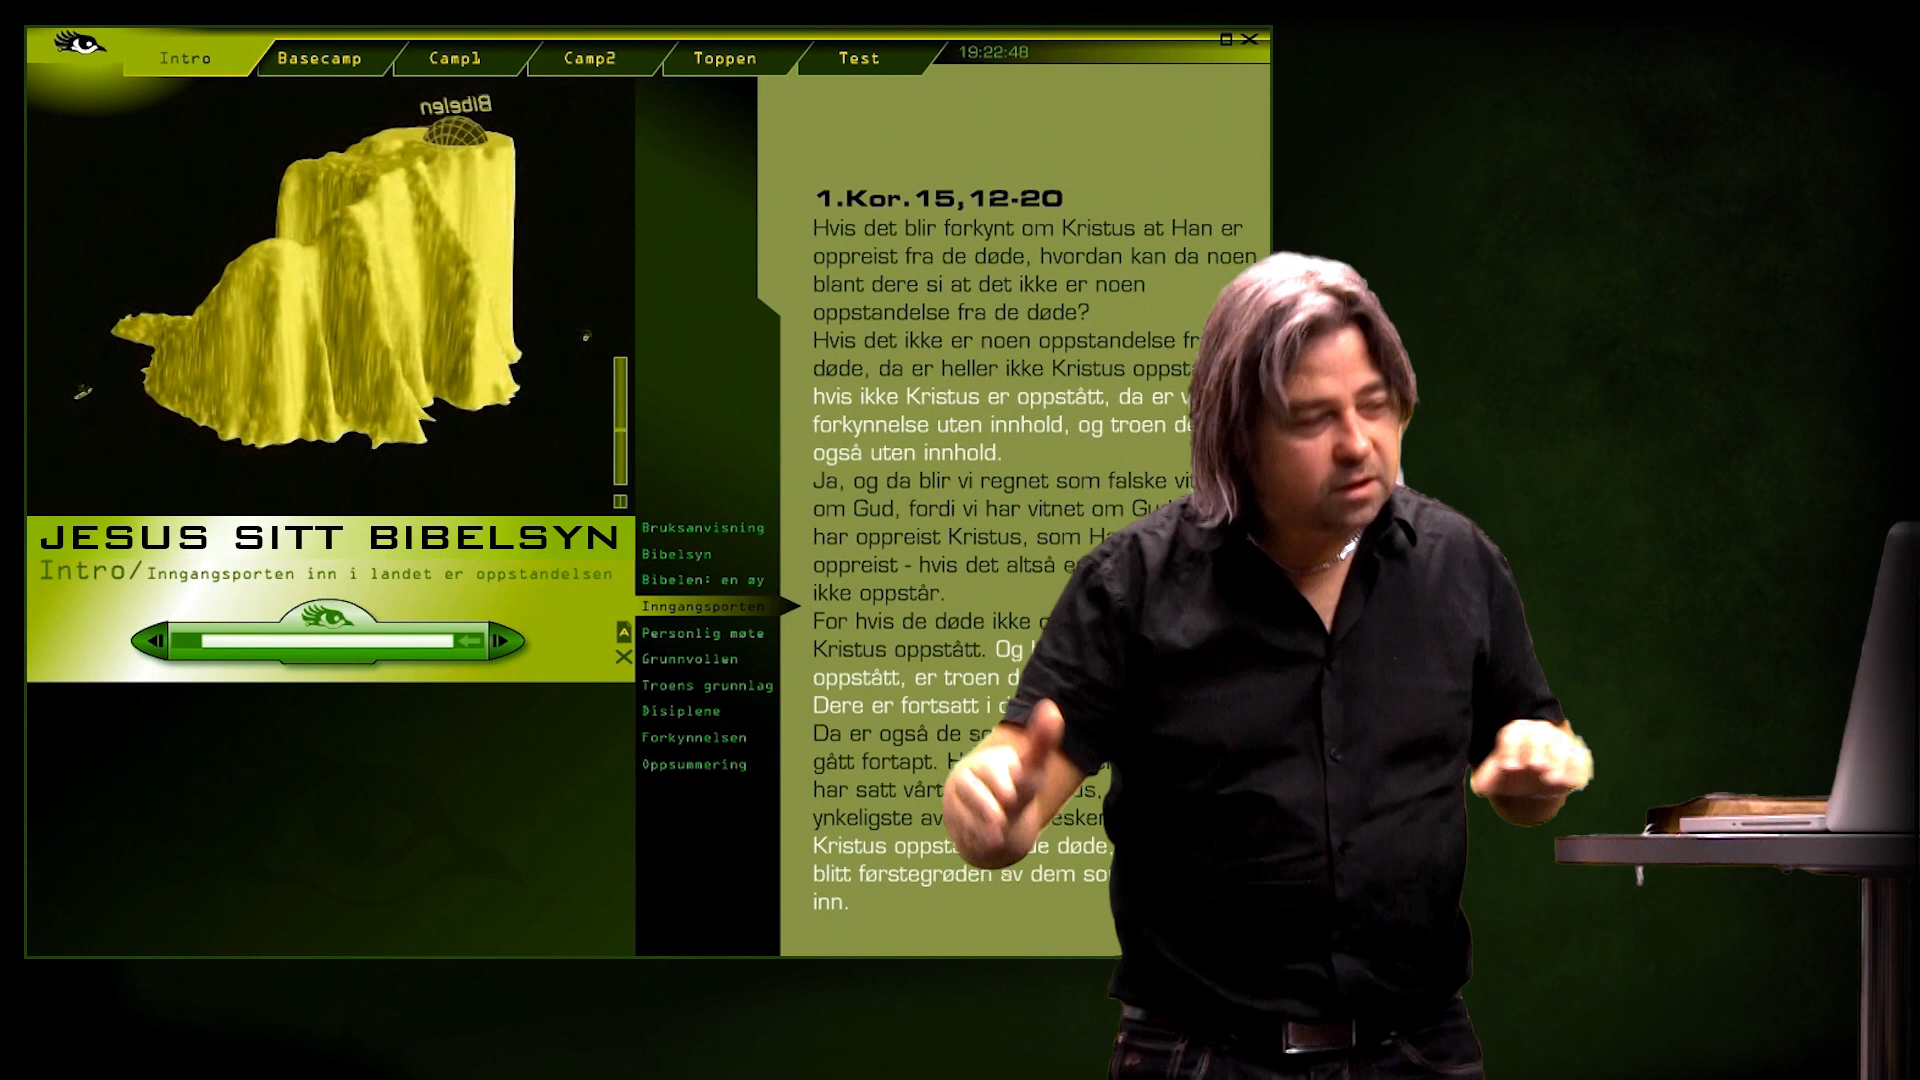 Intro
Basecamp
Camp1
Camp2
Toppen
Test
19:22:48
Bibelen
JESUS SITT BIBELSYN
Intro/Inngangsporten inn i landet er oppstandelsen
A
Bruksanvisning
Bibelsyn
Bibelen: en øy
Inngangsporten
Personlig møte
Grunnvollen
Troens grunnlag
Disiplene
Forkynnelsen
Oppsummering
1.Kor.15,12-20
Hvis det blir forkynt om Kristus at Han er
oppreist fra de døde, hvordan kan da noen
blant dere si at det ikke er noen
oppstandelse fra de døde?
Hvis det ikke er noen oppstandelse
døde, da er heller ikke Kristus
hvis ikke Kristus er oppstått, da er
forkynnelse uten innhold, og troen
også uten innhold.
Ja, og da blir vi regnet som falske
om Gud, fordi vi har vitnet om
har oppreist Kristus, som
oppreist - hvis det altså
ikke oppstår.
For hvis de døde ikke
Kristus oppstått. Og
oppstått, er troen
Dere er fortsatt i
Da er også de
gått fortapt.
har satt vårt
ynkeligste
Kristus de døde,
blitt førstegrøden av dem
inn.